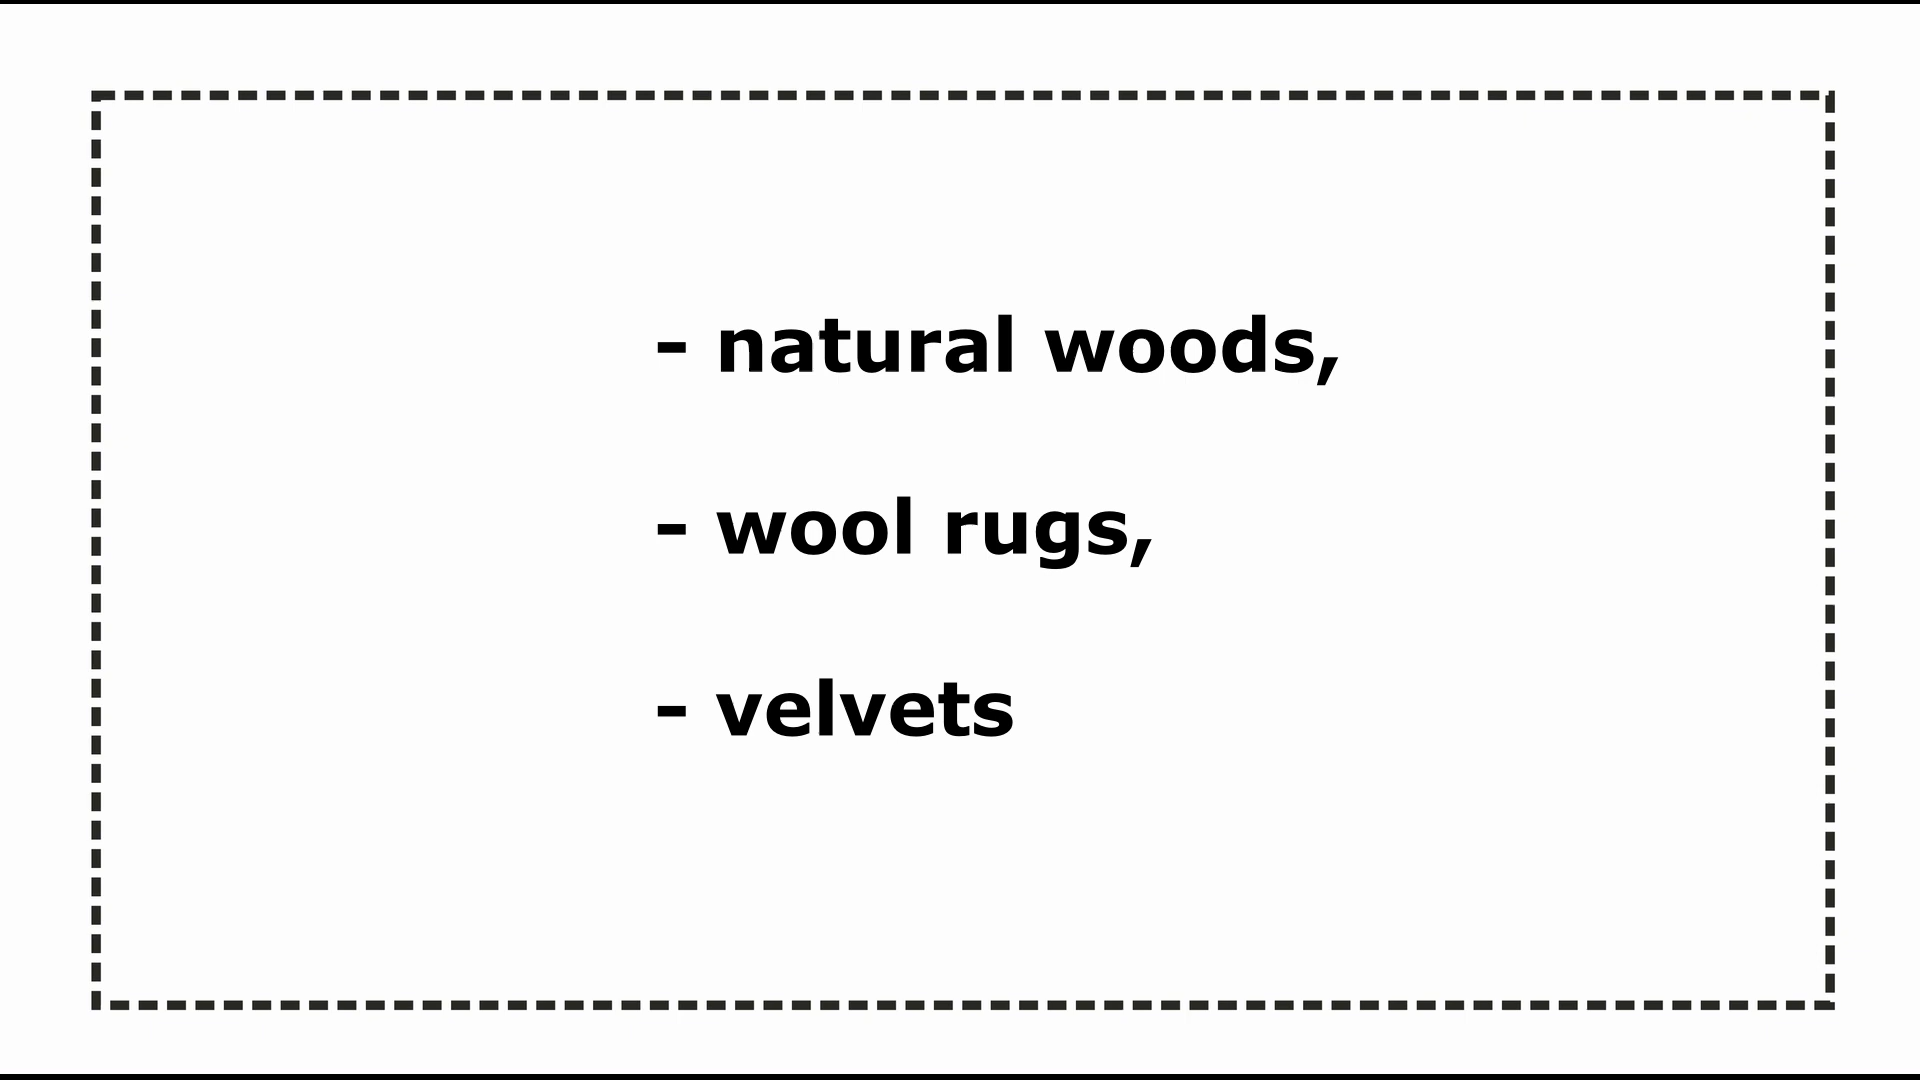 - natural woods,
- wool rugs,
- velvets